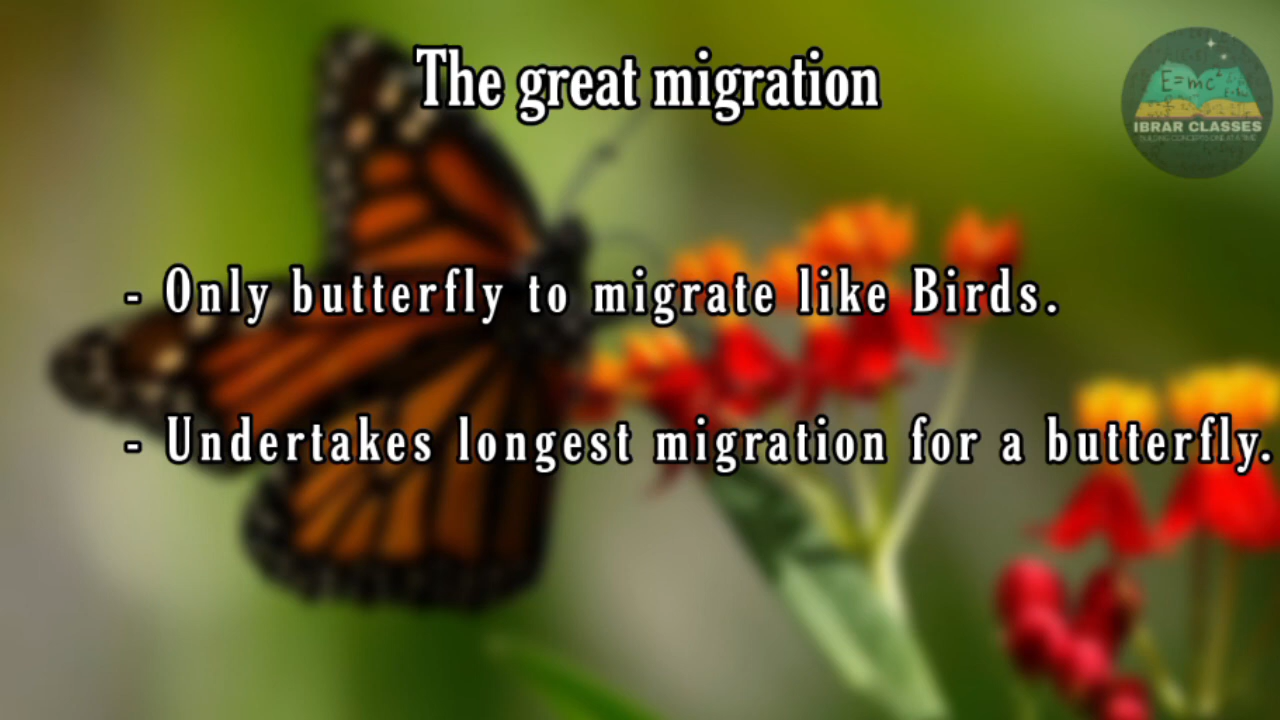 The great migration
E=mc²
IBRAR CLASSES
- Only butterfly to migrate like Birds.
- Undertakes longest migration for a butterfly.